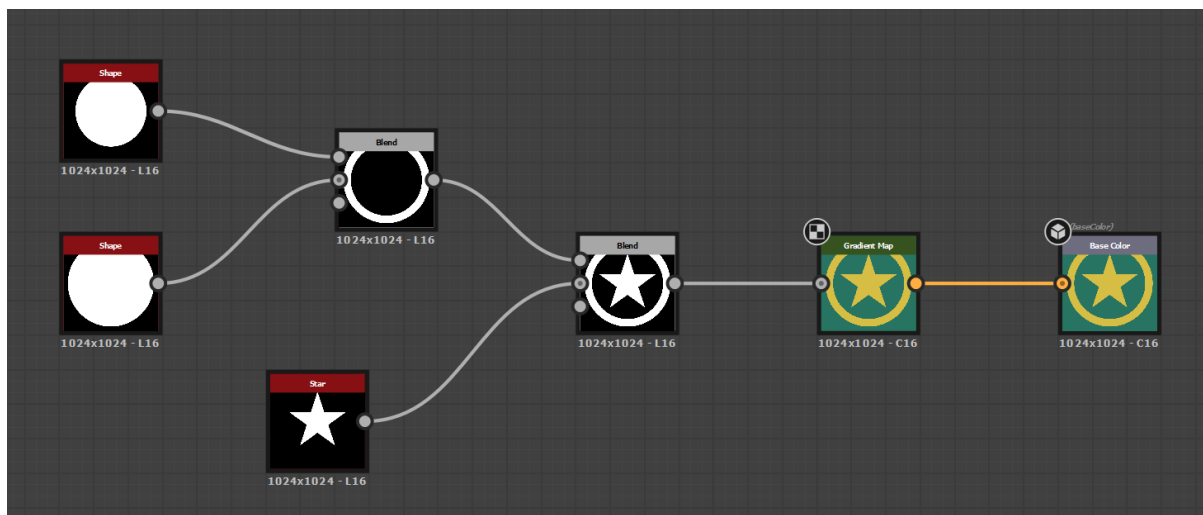 Shape
1024x1024 - L16
Shape
1024x1024 - L16
Blend
1024x1024 - L16
Star
1024x1024 - L16
Blend
1024x1024 - L16
Gradient Map
1024x1024 - C16
(baseColor)
Base Color
1024x1024 - C16